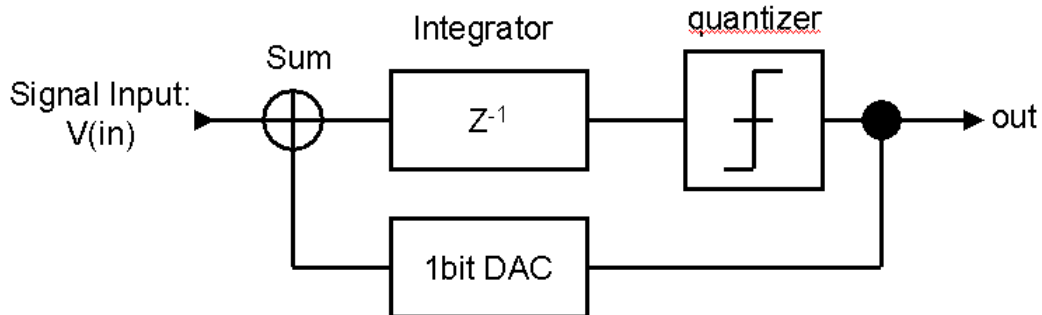 Signal Input:
V(in)
Sum
Integrator
Z-1
quantizer
out
1bit DAC